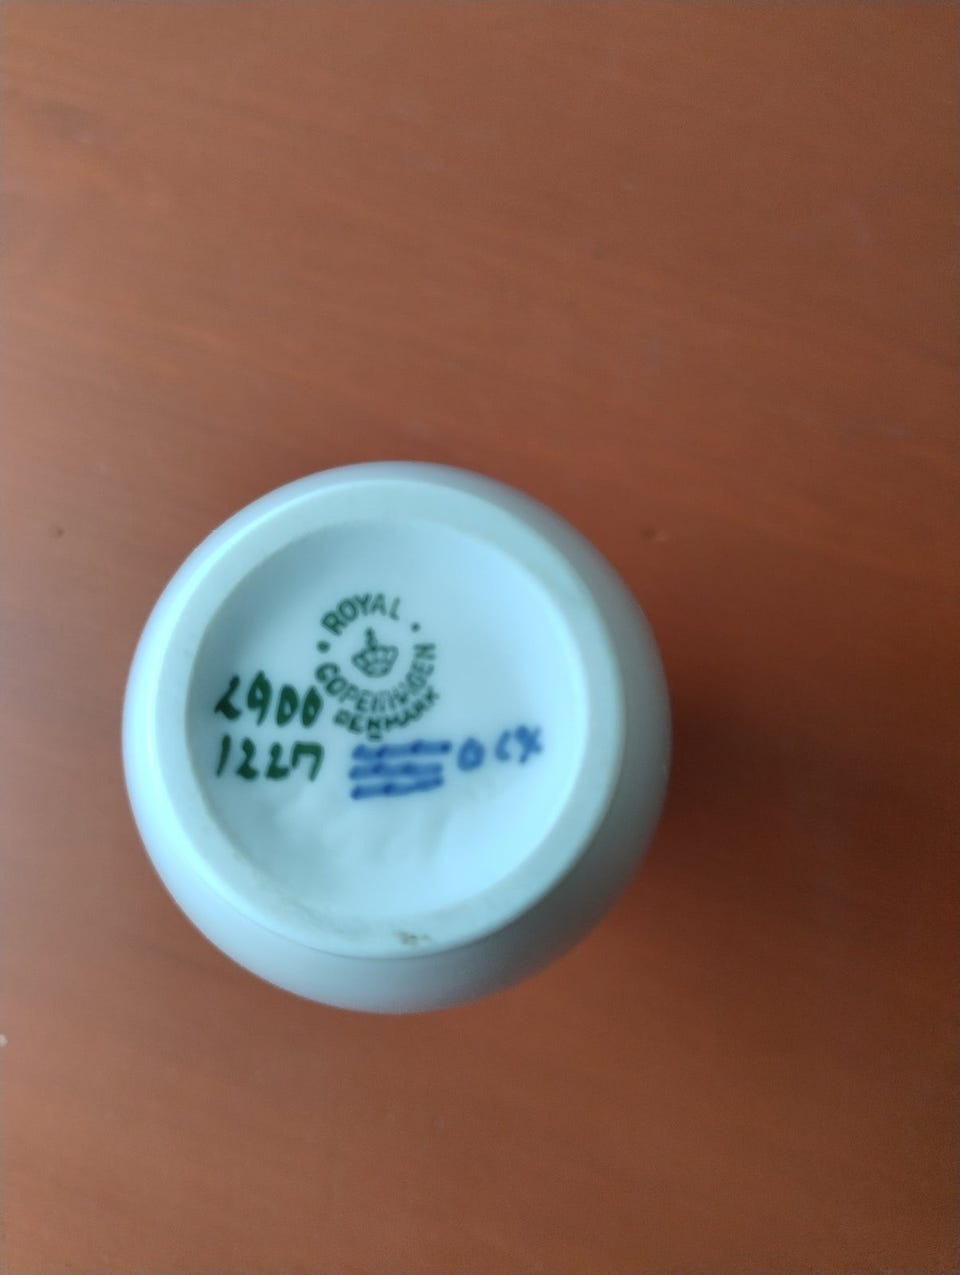 ROYAL
COPENHAGEN
DENMARK
2900
1227